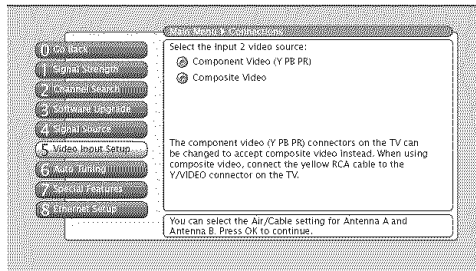 Main Menu ▸ Connections
0 Go Back
1 Signal Strength
2 Channel Search
3 Software Upgrade
4 Signal Source
5 Video Input Setup
6 Auto Tuning
7 Special Features
8 Ethernet Setup
Select the input 2 video source:
Component Video (Y PB PR)
Composite Video
The component video (Y PB PR) connectors on the TV can
be changed to accept composite video instead. When using
composite video, connect the yellow RCA cable to the
Y/VIDEO connector on the TV.
You can select the Air/Cable setting for Antenna A and
Antenna B. Press OK to continue.